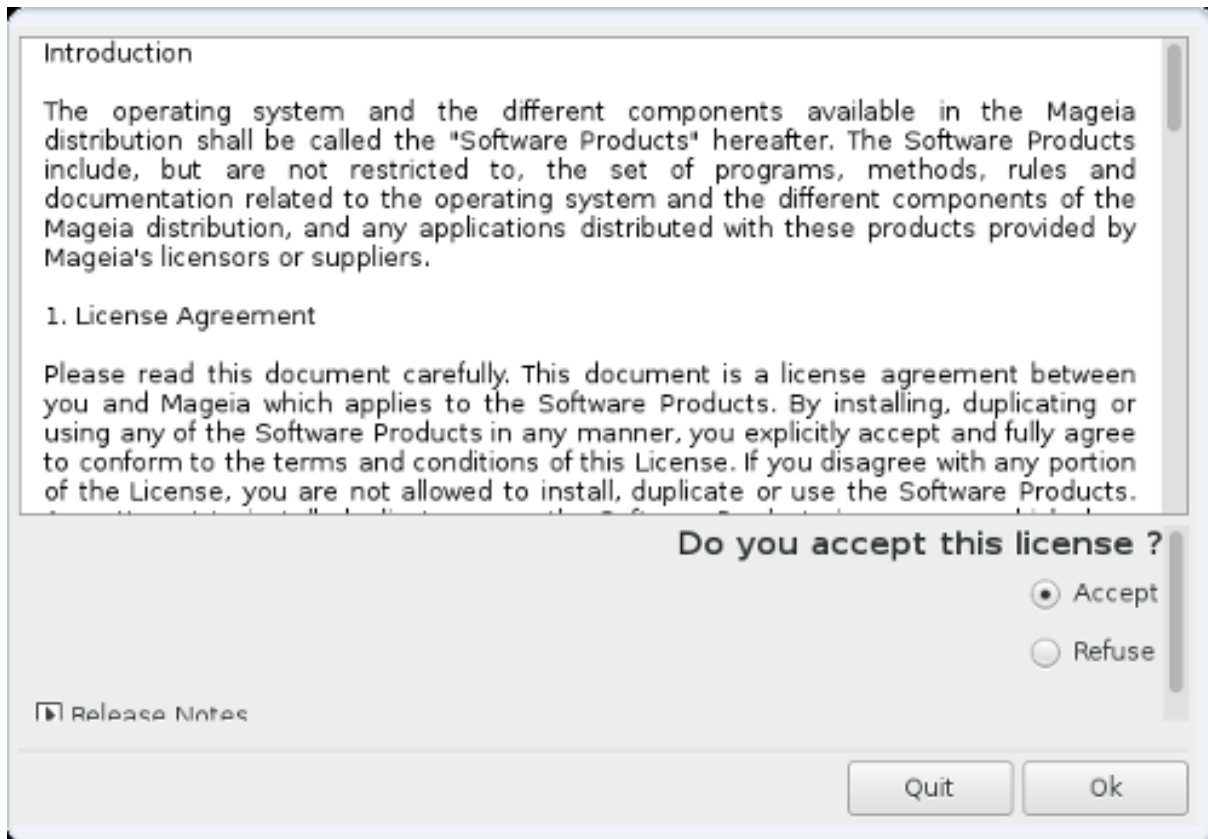 Introduction
The operating system and the different components available in the Mageia
distribution shall be called the "Software Products" hereafter. The Software Products
include, but are not restricted to, the set of programs, methods, rules and
documentation related to the operating system and the different components of the
Mageia distribution, and any applications distributed with these products provided by
Mageia's licensors or suppliers.
1. License Agreement
Please read this document carefully. This document is a license agreement between
you and Mageia which applies to the Software Products. By installing, duplicating or
using any of the Software Products in any manner, you explicitly accept and fully agree
to conform to the terms and conditions of this License. If you disagree with any portion
of the License, you are not allowed to install, duplicate or use the Software Products.
Do you accept this license ?
Accept
Refuse
Release Notes
Quit
Ok